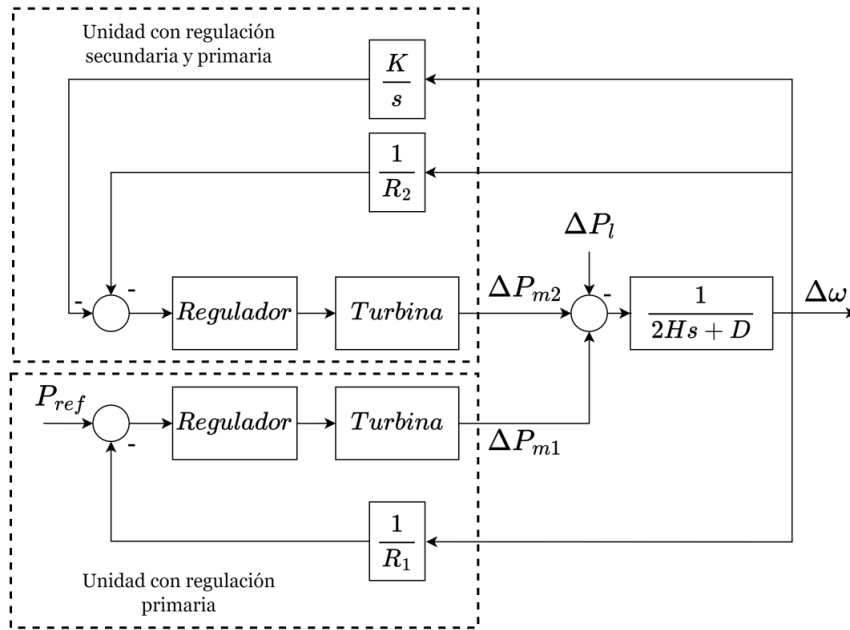 Unidad con regulación
secundaria y primaria
K
s
1
R₂
ΔPₗ
-
-
Regulador
Turbina
ΔPₘ₂
-
1
2Hs + D
Δω
P_ref
Regulador
Turbina
ΔPₘ₁
-
1
R₁
Unidad con regulación
primaria